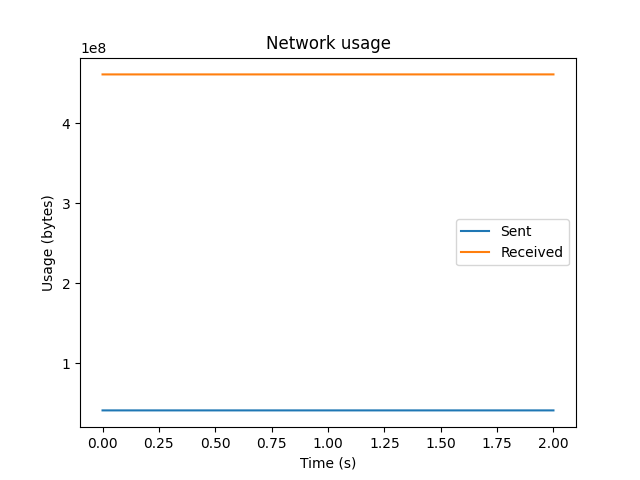 Network usage
1e8
4
3
2
1
Usage (bytes)
Sent
Received
0.00 0.25 0.50 0.75 1.00 1.25 1.50 1.75 2.00
Time (s)